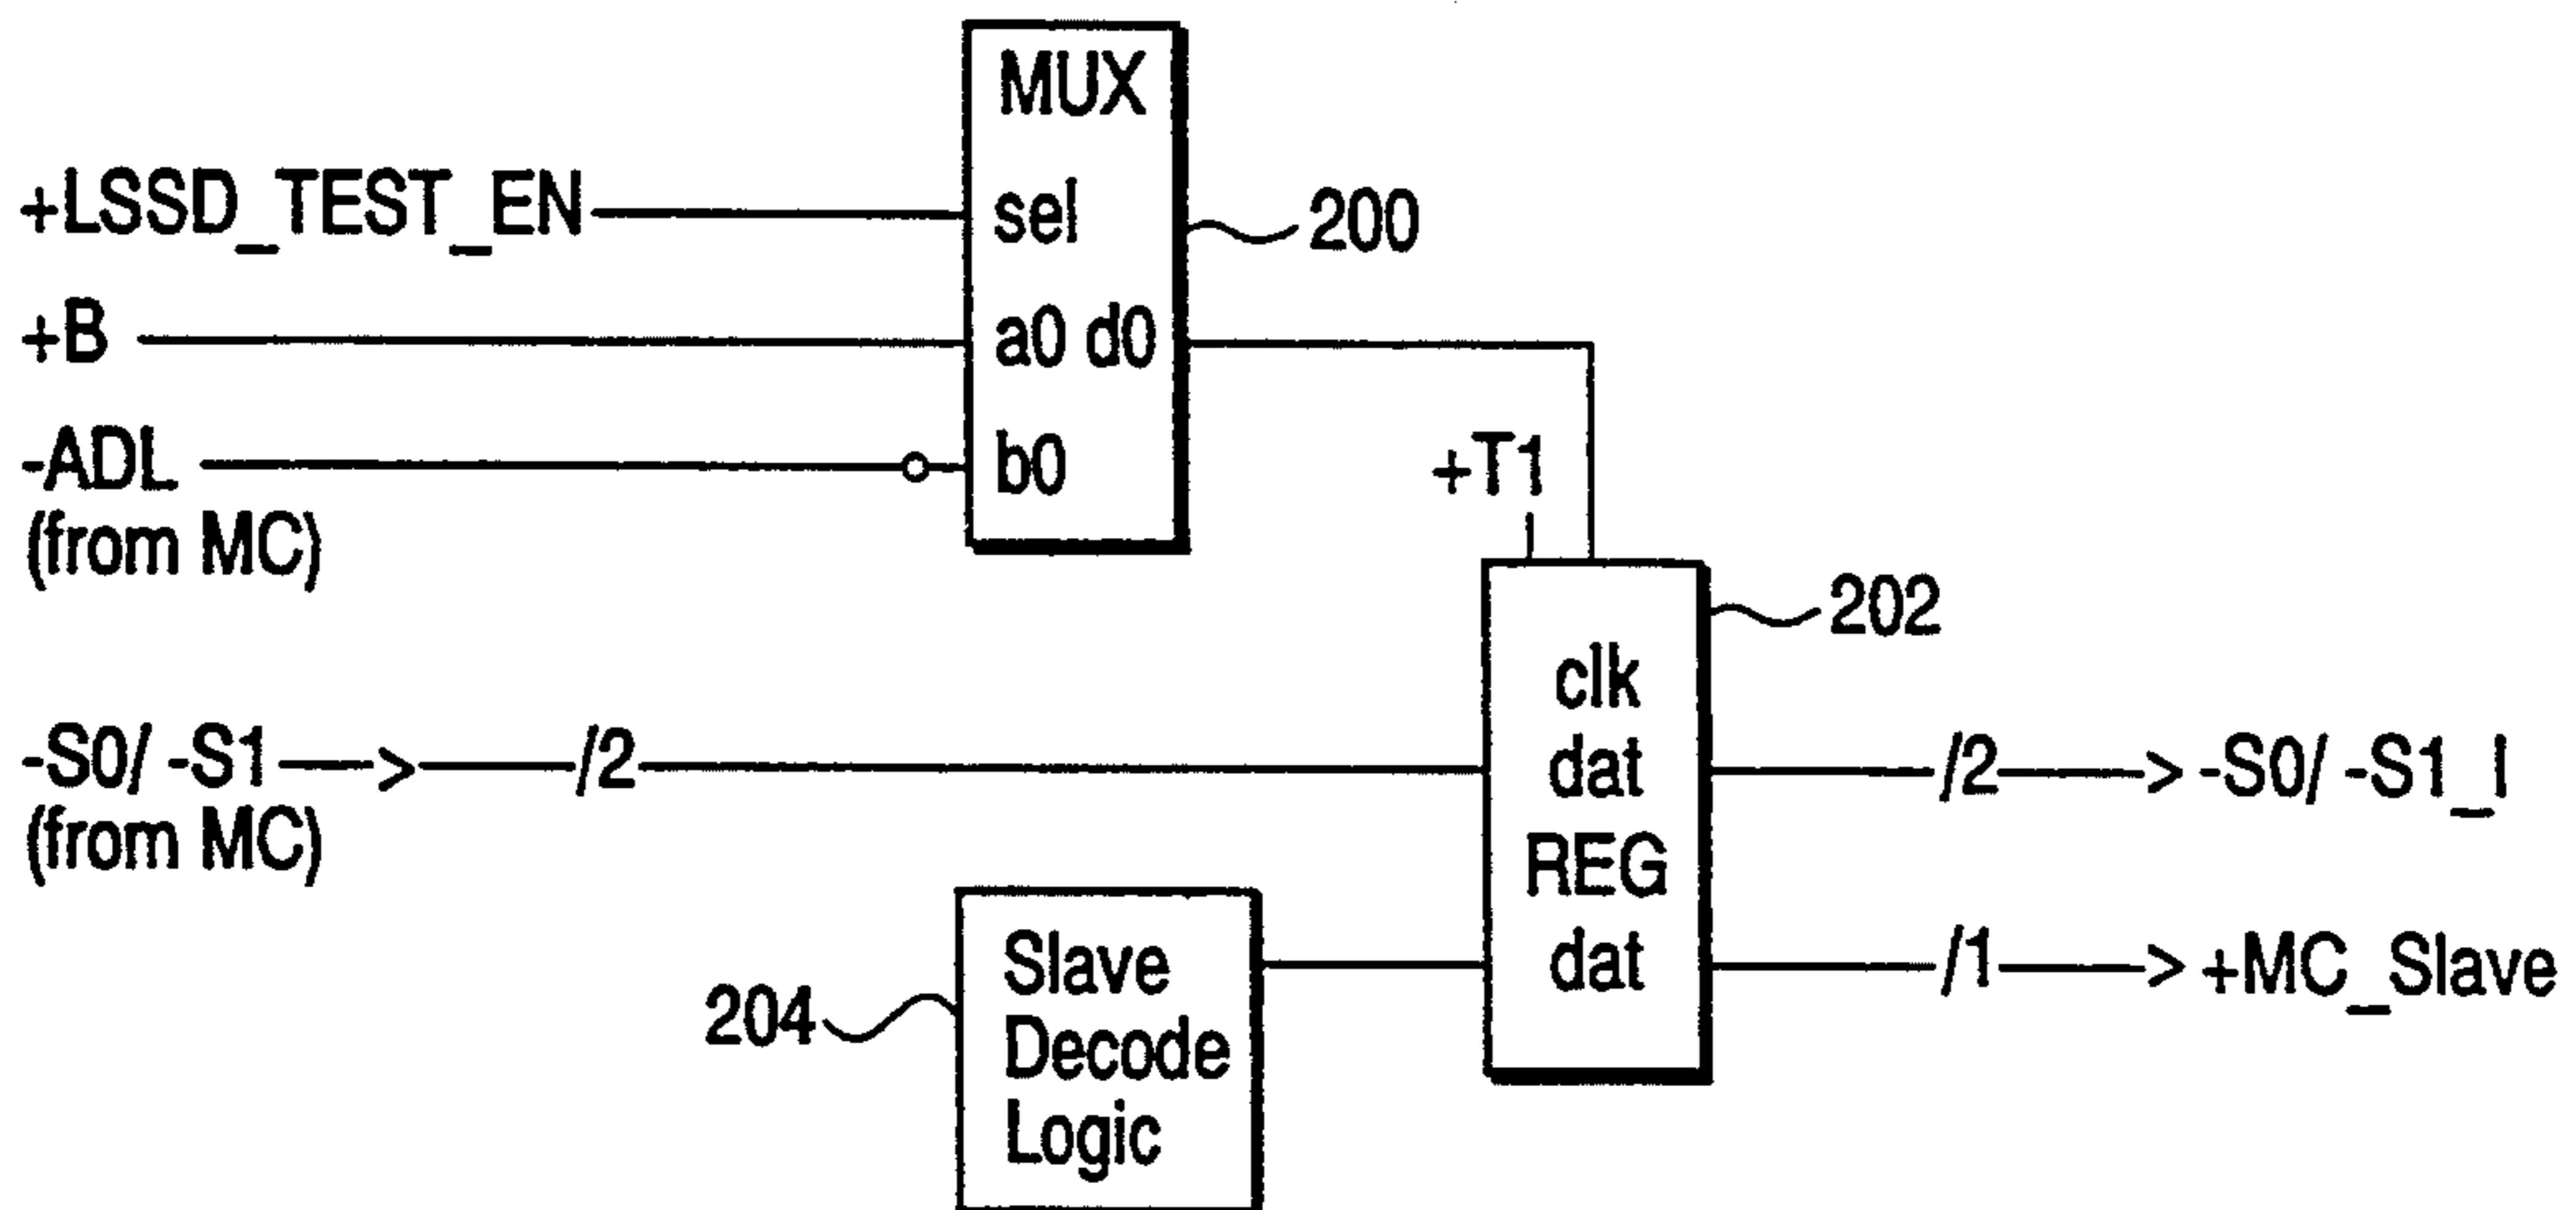 MUX
+LSSD_TEST_EN
sel
200
+B
a0 d0
-ADL
(from MC)
b0
+T1
202
clk
-S0/ -S1
/2
dat
/2
-S0/ -S1_I
(from MC)
REG
Slave
Decode
Logic
204
dat
/1
+MC_Slave